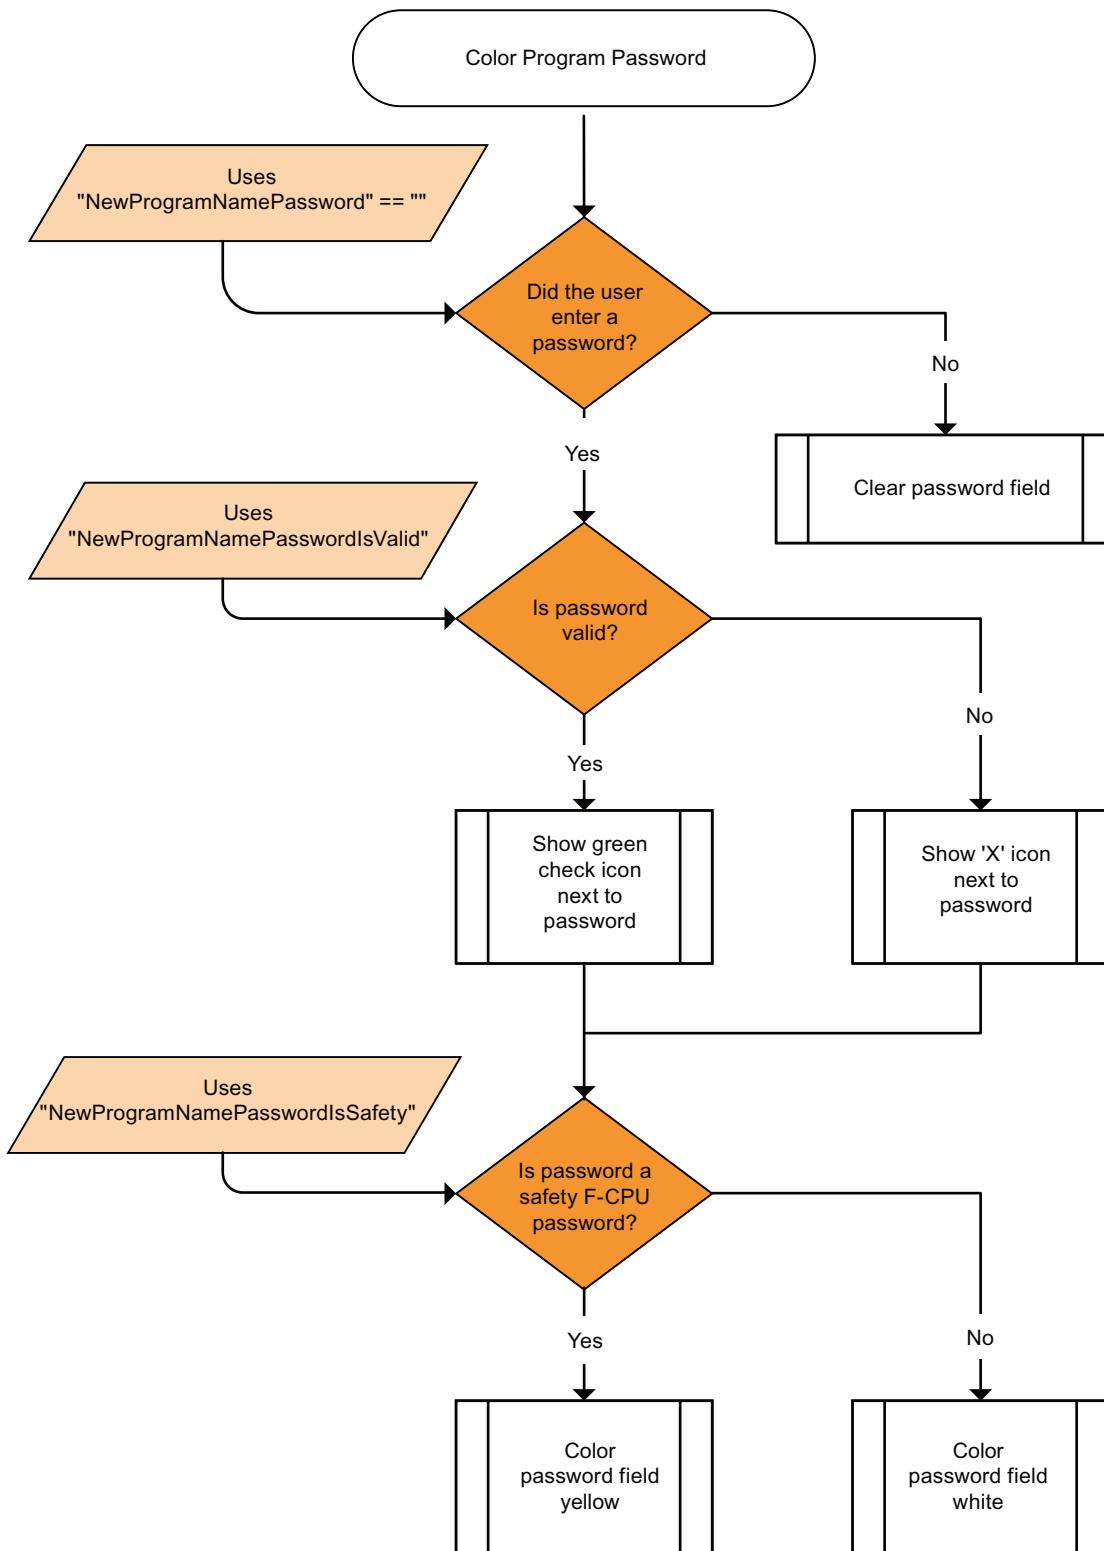 Color Program Password
Uses
"NewProgramNamePassword" == ""
Did the user
enter a
password?
No
Clear password field
Yes
Uses
"NewProgramNamePasswordIsValid"
Is password
valid?
No
Yes
Show green
check icon
next to
password
Show 'X' icon
next to
password
Uses
"NewProgramNamePasswordIsSafety"
Is password a
safety F-CPU
password?
Yes
No
Color
password field
yellow
Color
password field
white